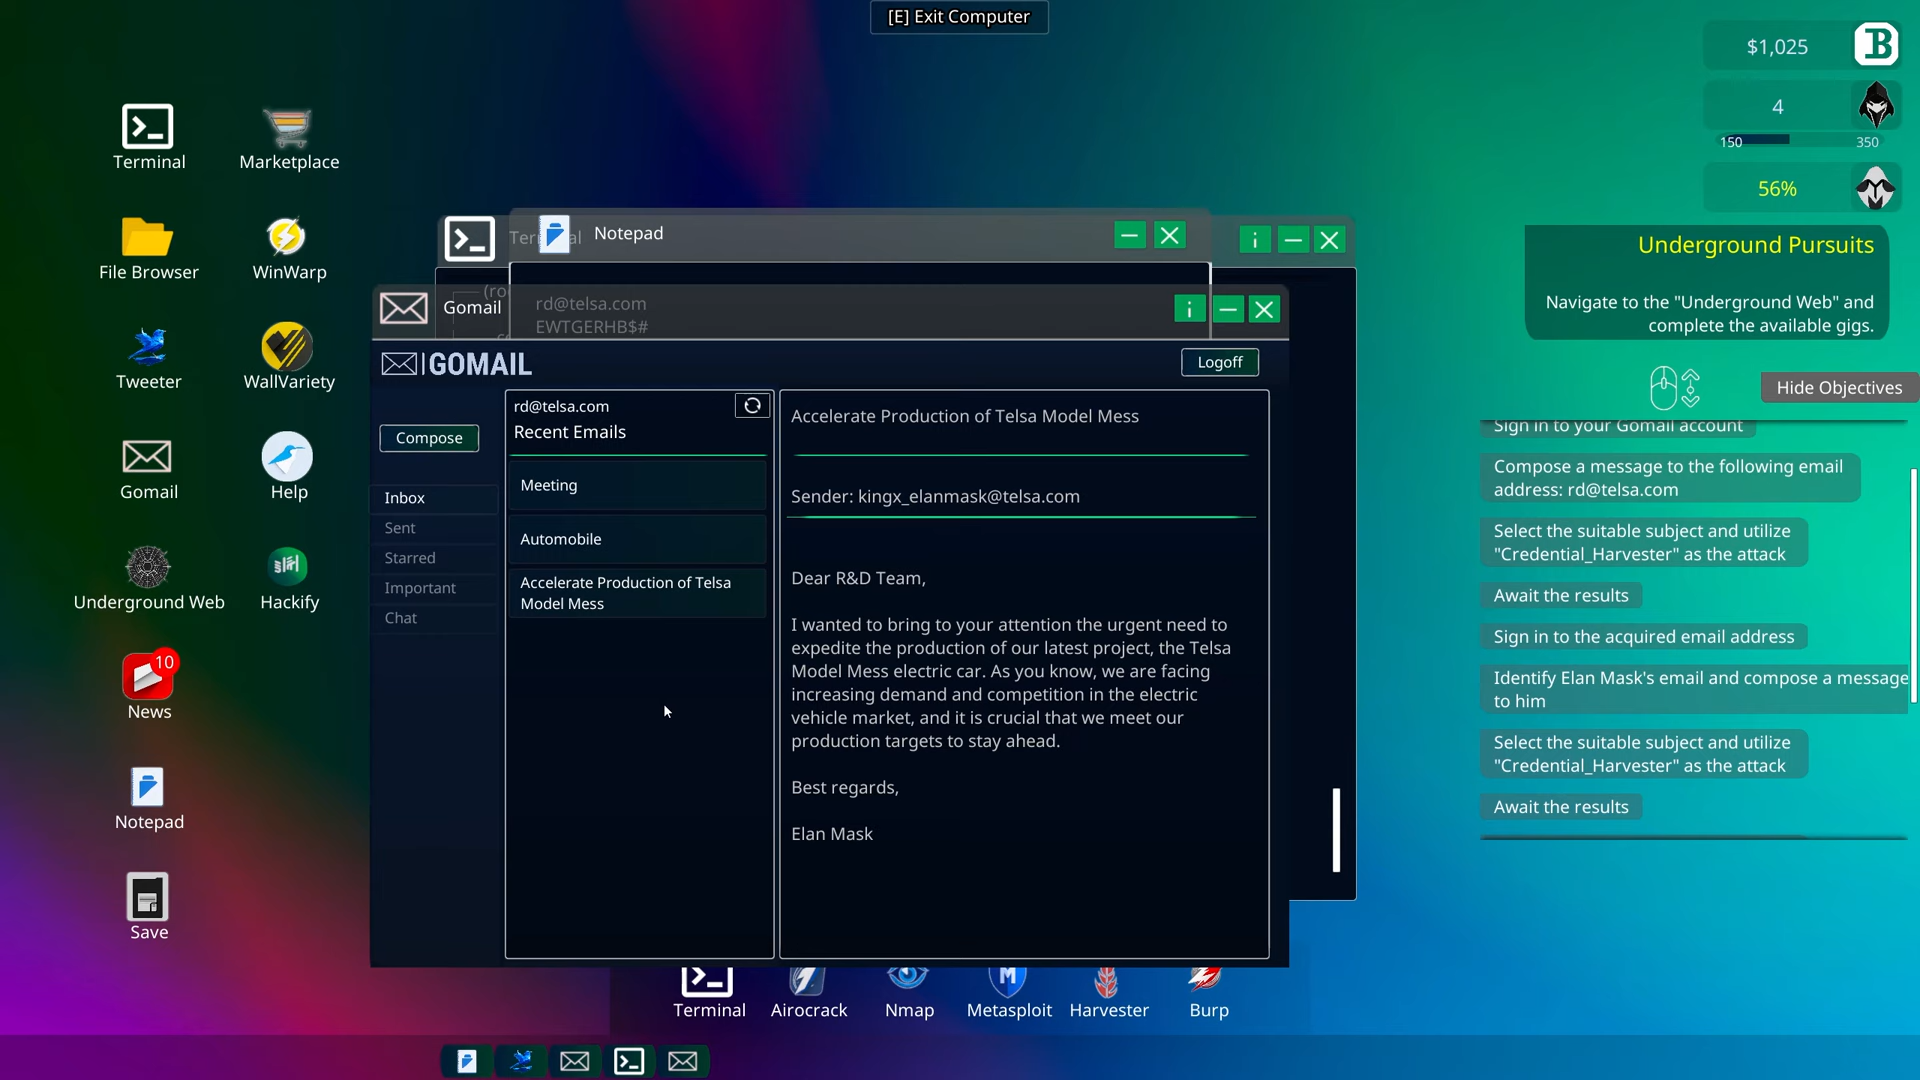 [E] Exit Computer
$1,025
B
4
150
350
56%
Underground Pursuits
Navigate to the "Underground Web" and
complete the available gigs.
Hide Objectives
Sign in to your Gomail account
Compose a message to the following email
address: rd@telsa.com
Select the suitable subject and utilize
"Credential_Harvester" as the attack
Await the results
Sign in to the acquired email address
Identify Elan Mask's email and compose a message
to him
Select the suitable subject and utilize
"Credential_Harvester" as the attack
Await the results
Terminal
Marketplace
File Browser
WinWarp
Tweeter
WallVariety
Gomail
Help
Underground Web
Hackify
10
News
Notepad
Save
Notepad
i
rd@telsa.com
EWTGERHB$#
Gomail
i
GOMAIL
Logoff
Compose
Inbox
Sent
Starred
Important
Chat
rd@telsa.com
Recent Emails
Meeting
Automobile
Accelerate Production of Telsa
Model Mess
Accelerate Production of Telsa Model Mess
Sender: kingx_elanmask@telsa.com
Dear R&D Team,
I wanted to bring to your attention the urgent need to
expedite the production of our latest project, the Telsa
Model Mess electric car. As you know, we are facing
increasing demand and competition in the electric
vehicle market, and it is crucial that we meet our
production targets to stay ahead.
Best regards,
Elan Mask
Terminal
Airocrack
Nmap
M
Metasploit
Harvester
Burp